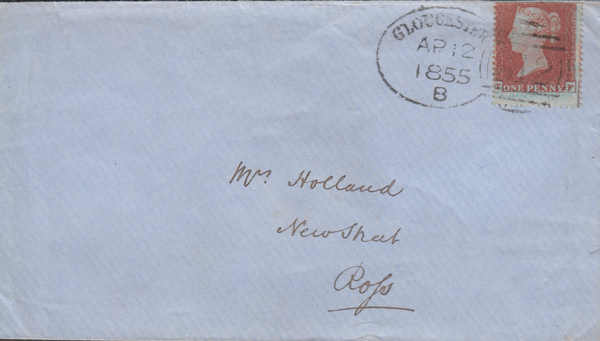 GLOUCESTER
AP 12
1855
B
ONE PENNY
Mrs Holland
New Street
Ross